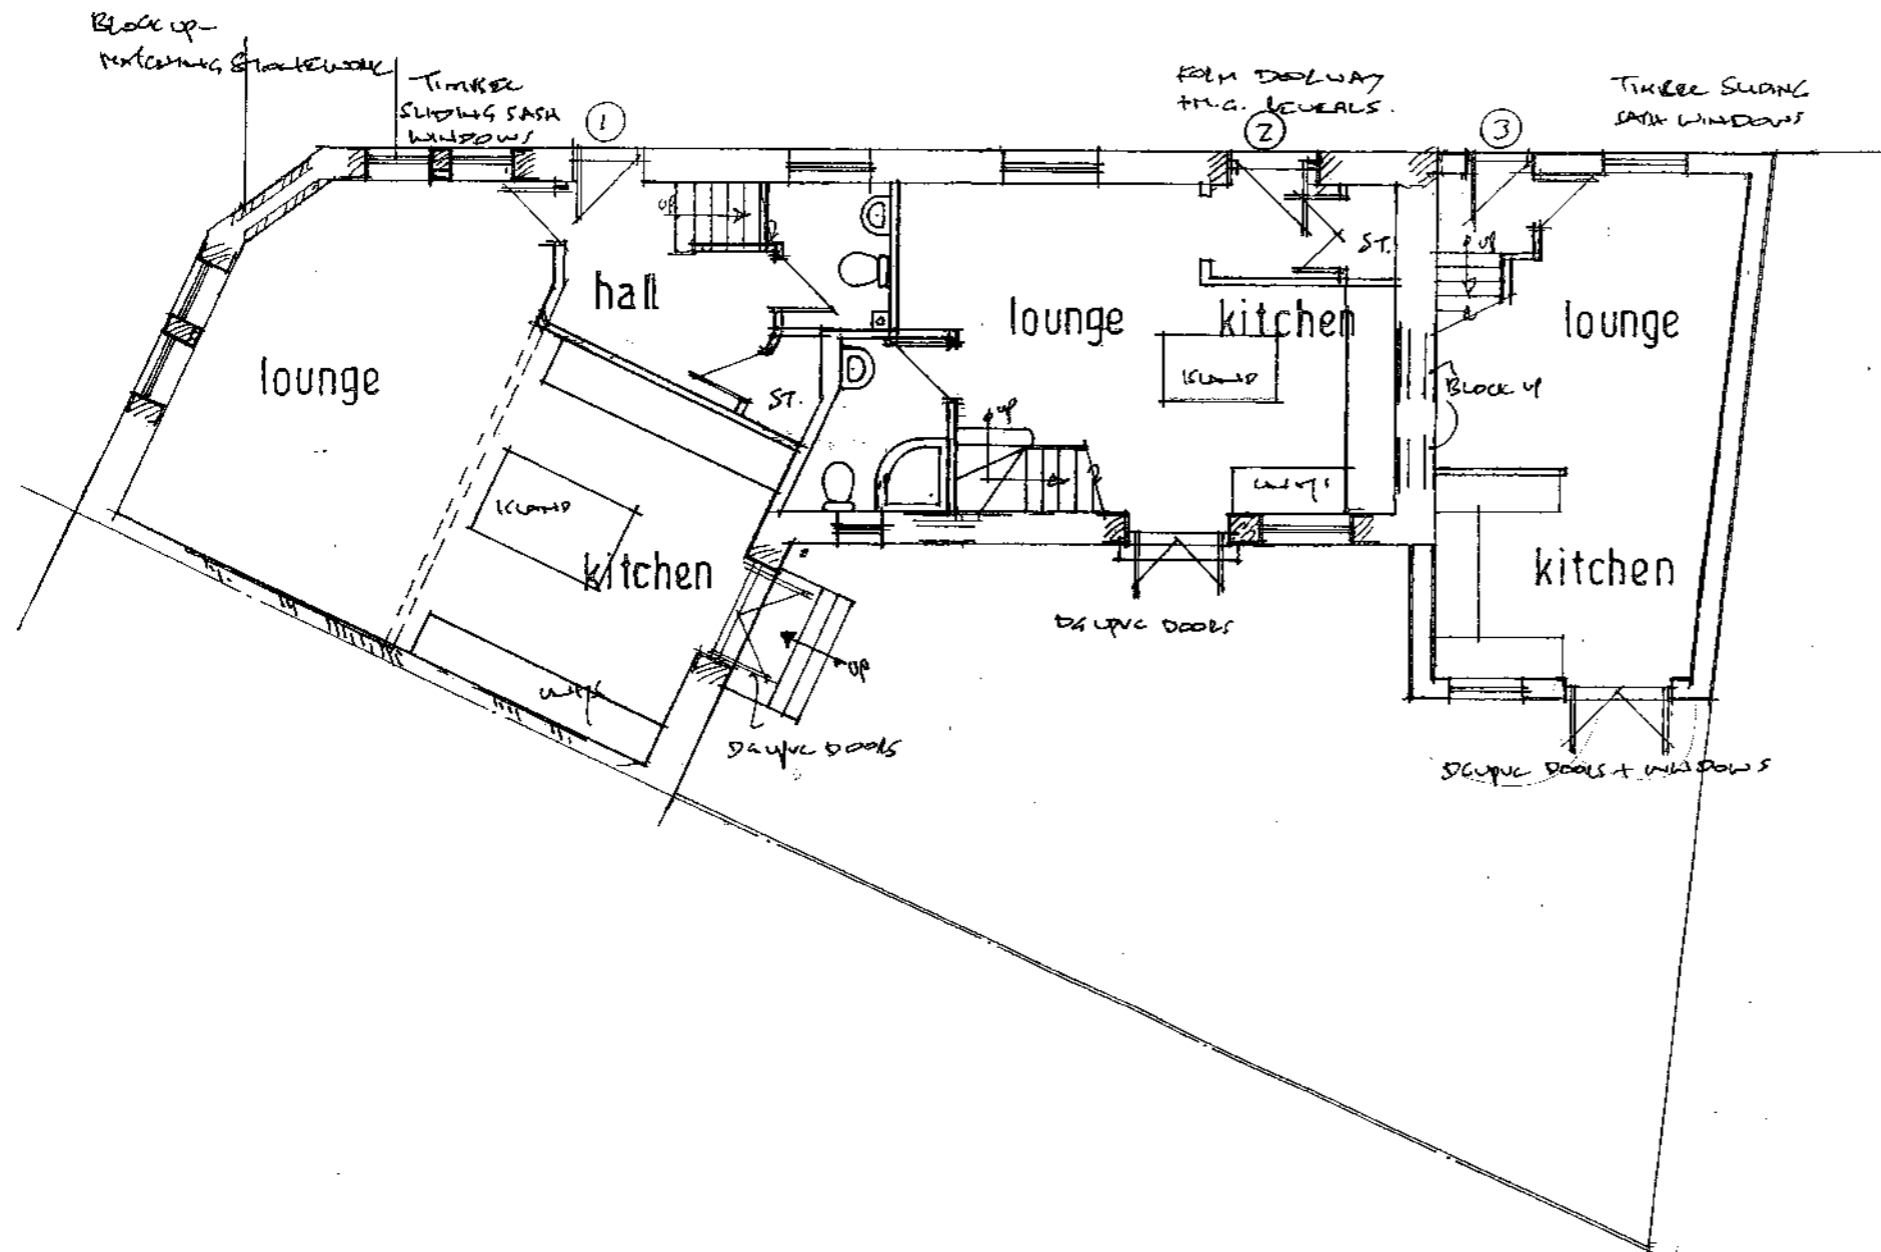 BLOCK UP-
MATCHING STONEWORK
TIMBER
SLIDING SASH
WINDOWS
1
FORM DOORWAY
+M.G. REVEALS.
2
3
TIMBER SLIDING
SASH WINDOWS
UP
hall
lounge
ST.
ISLAND
kitchen
UNITS
UP
DG UPVC DOORS
lounge
kitchen
ST.
ISLAND
UP
UNITS
DG UPVC DOORS
UP
lounge
BLOCK UP
kitchen
DG UPVC DOORS + WINDOWS